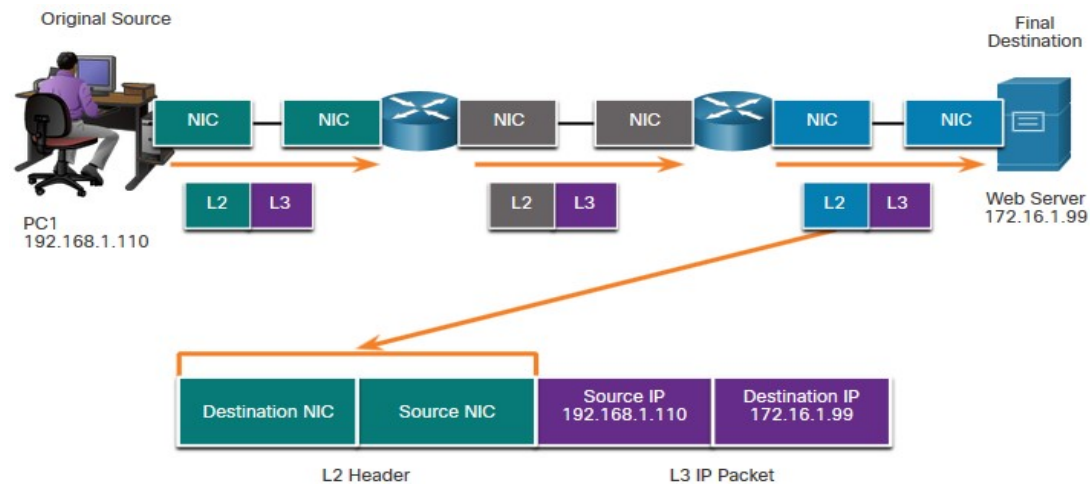 Original Source
Final
Destination
NIC
NIC
NIC
NIC
NIC
NIC
L2
L3
L2
L3
L2
L3
PC1
192.168.1.110
Web Server
172.16.1.99
Destination NIC
Source NIC
Source IP
192.168.1.110
Destination IP
172.16.1.99
L2 Header
L3 IP Packet